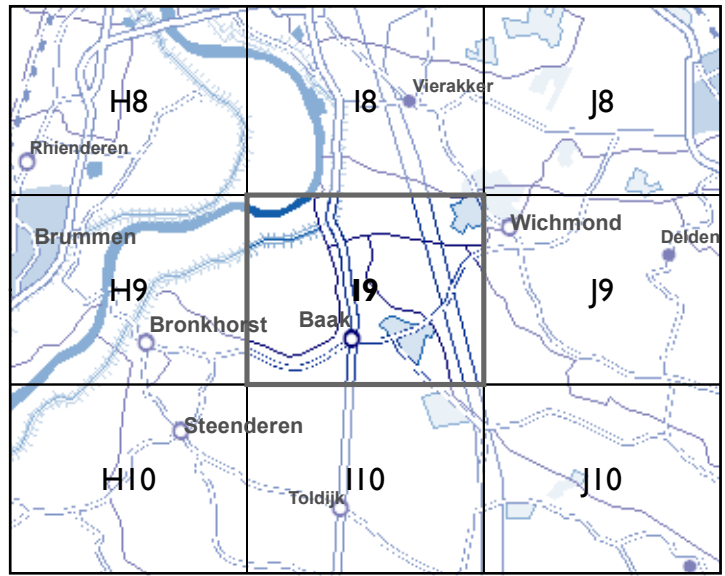 Vierakker
H8
I8
J8
Rhienderen
Wichmond
Brummen
Delden
H9
I9
J9
Bronkhorst
Baak
Steenderen
H10
I10
J10
Toldijk